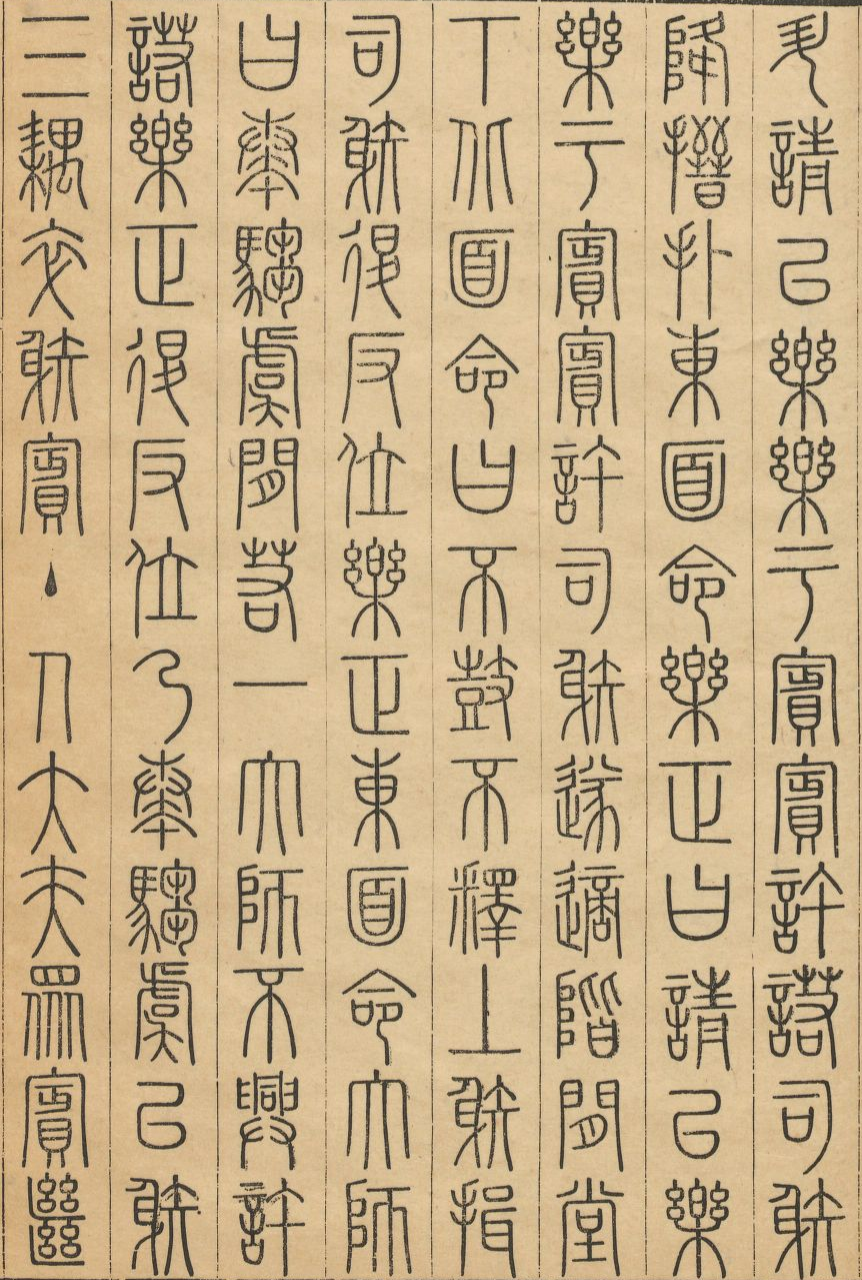 升請以樂樂于賓賓許諾司射
降搢扑東面命樂正曰請以樂
樂于賓賓許司射遂適階間堂
下北面命曰不鼓不釋上射揖
司射退反位樂正東面命大師
曰奏騶虞間若一大師不興許
諾樂正退反位乃奏騶虞以射
三耦卒射賓主人大夫眾賓繼